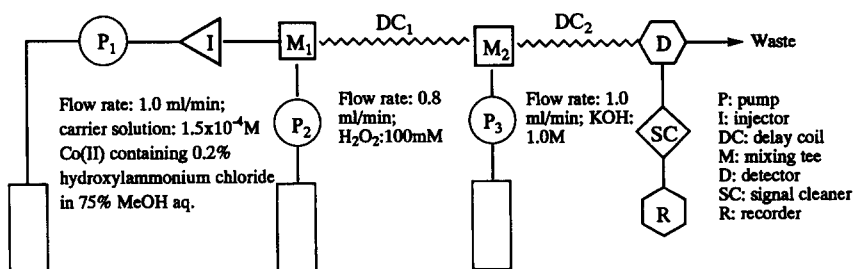 DC₁
DC₂
P₁
I
M₁
M₂
D
Waste
Flow rate: 1.0 ml/min;
carrier solution: 1.5x10⁻⁴M
Co(II) containing 0.2%
hydroxylammonium chloride
in 75% MeOH aq.
P₂
Flow rate: 0.8
ml/min;
H₂O₂:100mM
P₃
Flow rate: 1.0
ml/min; KOH:
1.0M
SC
R
P: pump
I: injector
DC: delay coil
M: mixing tee
D: detector
SC: signal cleaner
R: recorder